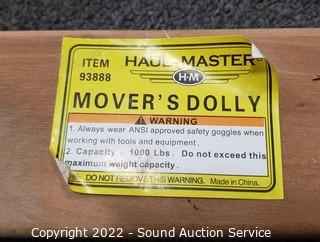 ITEM
93888
HAUL-MASTER®
H·M
MOVER'S DOLLY
WARNING
1. Always wear ANSI approved safety goggles when
working with tools and equipment.
2. Capacity - 1000 Lbs. Do not exceed this
maximum weight capacity.
DO NOT REMOVE THIS WARNING. Made in China.
Copyright 2022 - Sound Auction Service